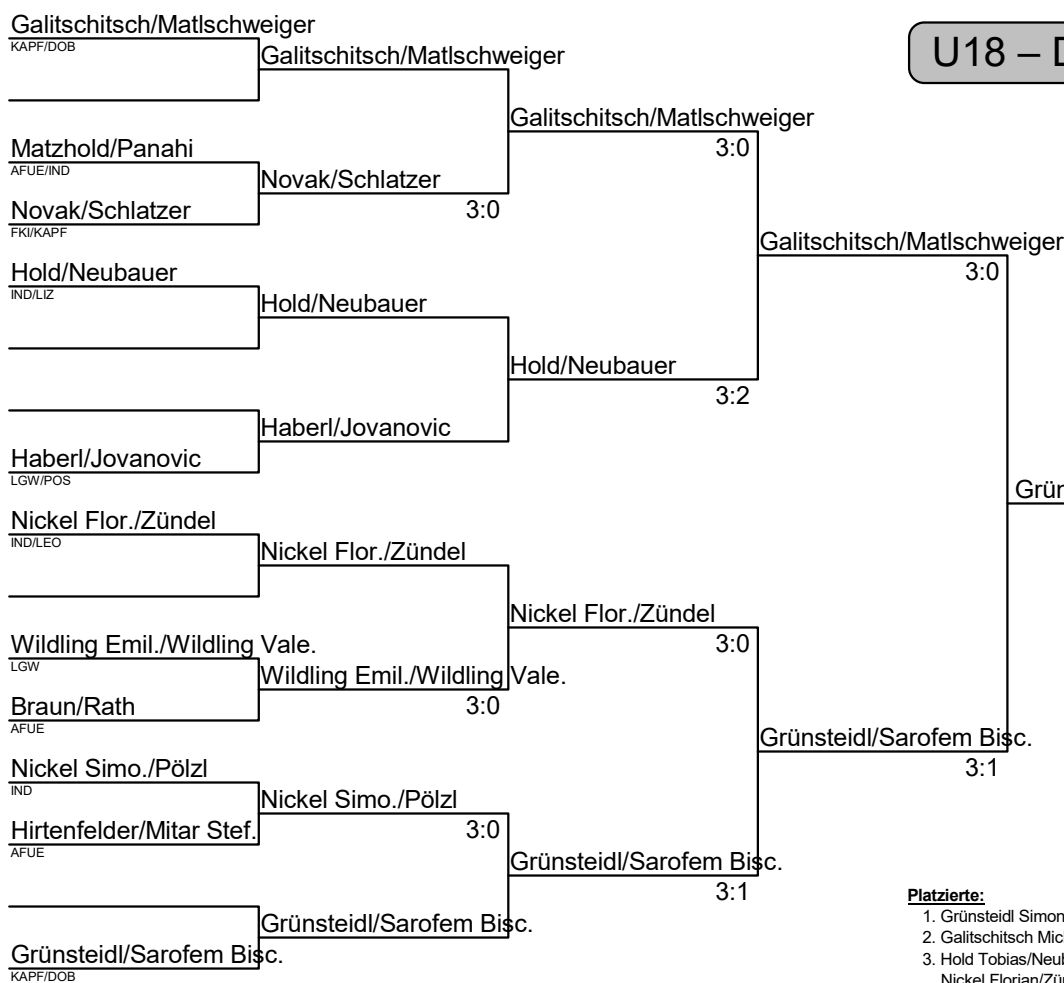 Galitschitsch/Matlschweiger
KAPF/DOB
Galitschitsch/Matlschweiger
U18 –
Galitschitsch/Matlschweiger
3:0
Matzhold/Panahi
AFUE/IND
Novak/Schlatzer
3:0
Novak/Schlatzer
FKI/KAPF
Galitschitsch/Matlschweiger
3:0
Hold/Neubauer
IND/LIZ
Hold/Neubauer
Hold/Neubauer
3:2
Haberl/Jovanovic
Haberl/Jovanovic
LGW/POS
Nickel Flor./Zündel
IND/LEO
Nickel Flor./Zündel
Nickel Flor./Zündel
3:0
Wildling Emil./Wildling Vale.
LGW
Wildling Emil./Wildling Vale.
3:0
Braun/Rath
AFUE
Grünsteidl/Sarofem Bisc.
3:1
Nickel Simo./Pölzl
IND
Nickel Simo./Pölzl
3:0
Hirtenfelder/Mitar Stef.
AFUE
Grünsteidl/Sarofem Bisc.
3:1
Grünsteidl/Sarofem Bisc.
Grünsteidl/Sarofem Bisc.
KAPF/DOB
Platzierte:
1. Grünsteidl Simon
2. Galitschitsch
3. Hold Tobias/
Nickel Florian/